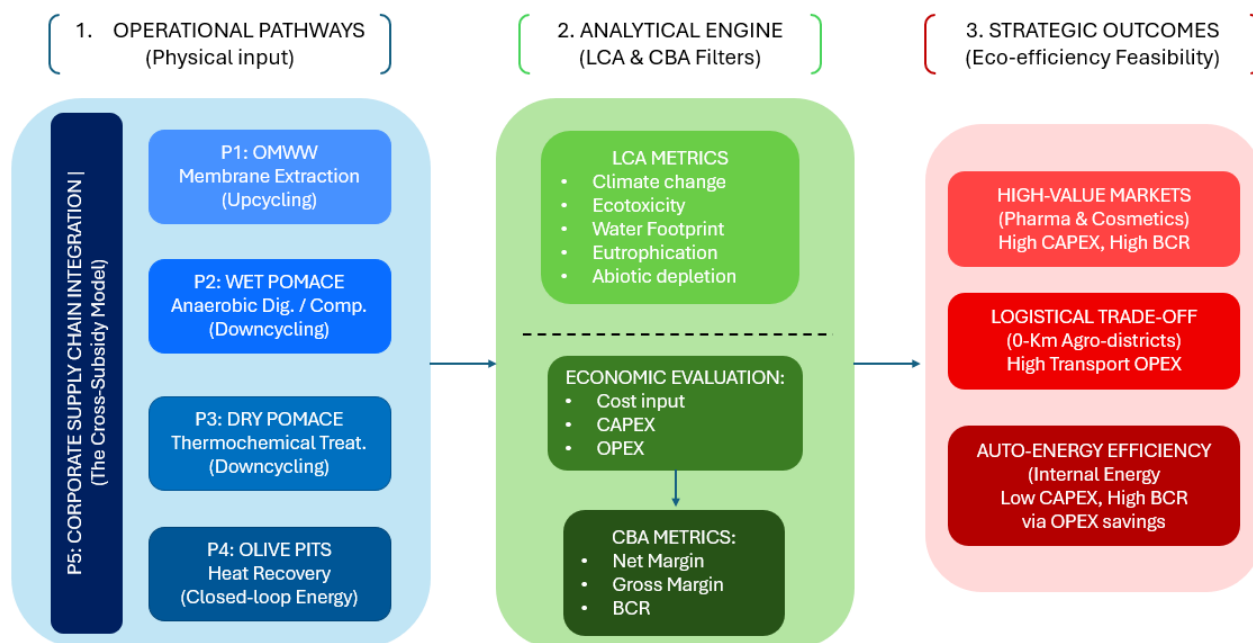 1. OPERATIONAL PATHWAYS
(Physical input)
2. ANALYTICAL ENGINE
(LCA & CBA Filters)
3. STRATEGIC OUTCOMES
(Eco-efficiency Feasibility)
P5: CORPORATE SUPPLY CHAIN INTEGRATION |
(The Cross-Subsidy Model)
P1: OMWW
Membrane Extraction
(Upcycling)
P2: WET POMACE
Anaerobic Dig. / Comp.
(Downcycling)
P3: DRY POMACE
Thermochemical Treat.
(Downcycling)
P4: OLIVE PITS
Heat Recovery
(Closed-loop Energy)
LCA METRICS
• Climate change
• Ecotoxicity
• Water Footprint
• Eutrophication
• Abiotic depletion
ECONOMIC EVALUATION:
• Cost input
• CAPEX
• OPEX
CBA METRICS:
• Net Margin
• Gross Margin
• BCR
HIGH-VALUE MARKETS
(Pharma & Cosmetics)
High CAPEX, High BCR
LOGISTICAL TRADE-OFF
(0-Km Agro-districts)
High Transport OPEX
AUTO-ENERGY EFFICIENCY
(Internal Energy
Low CAPEX, High BCR
via OPEX savings